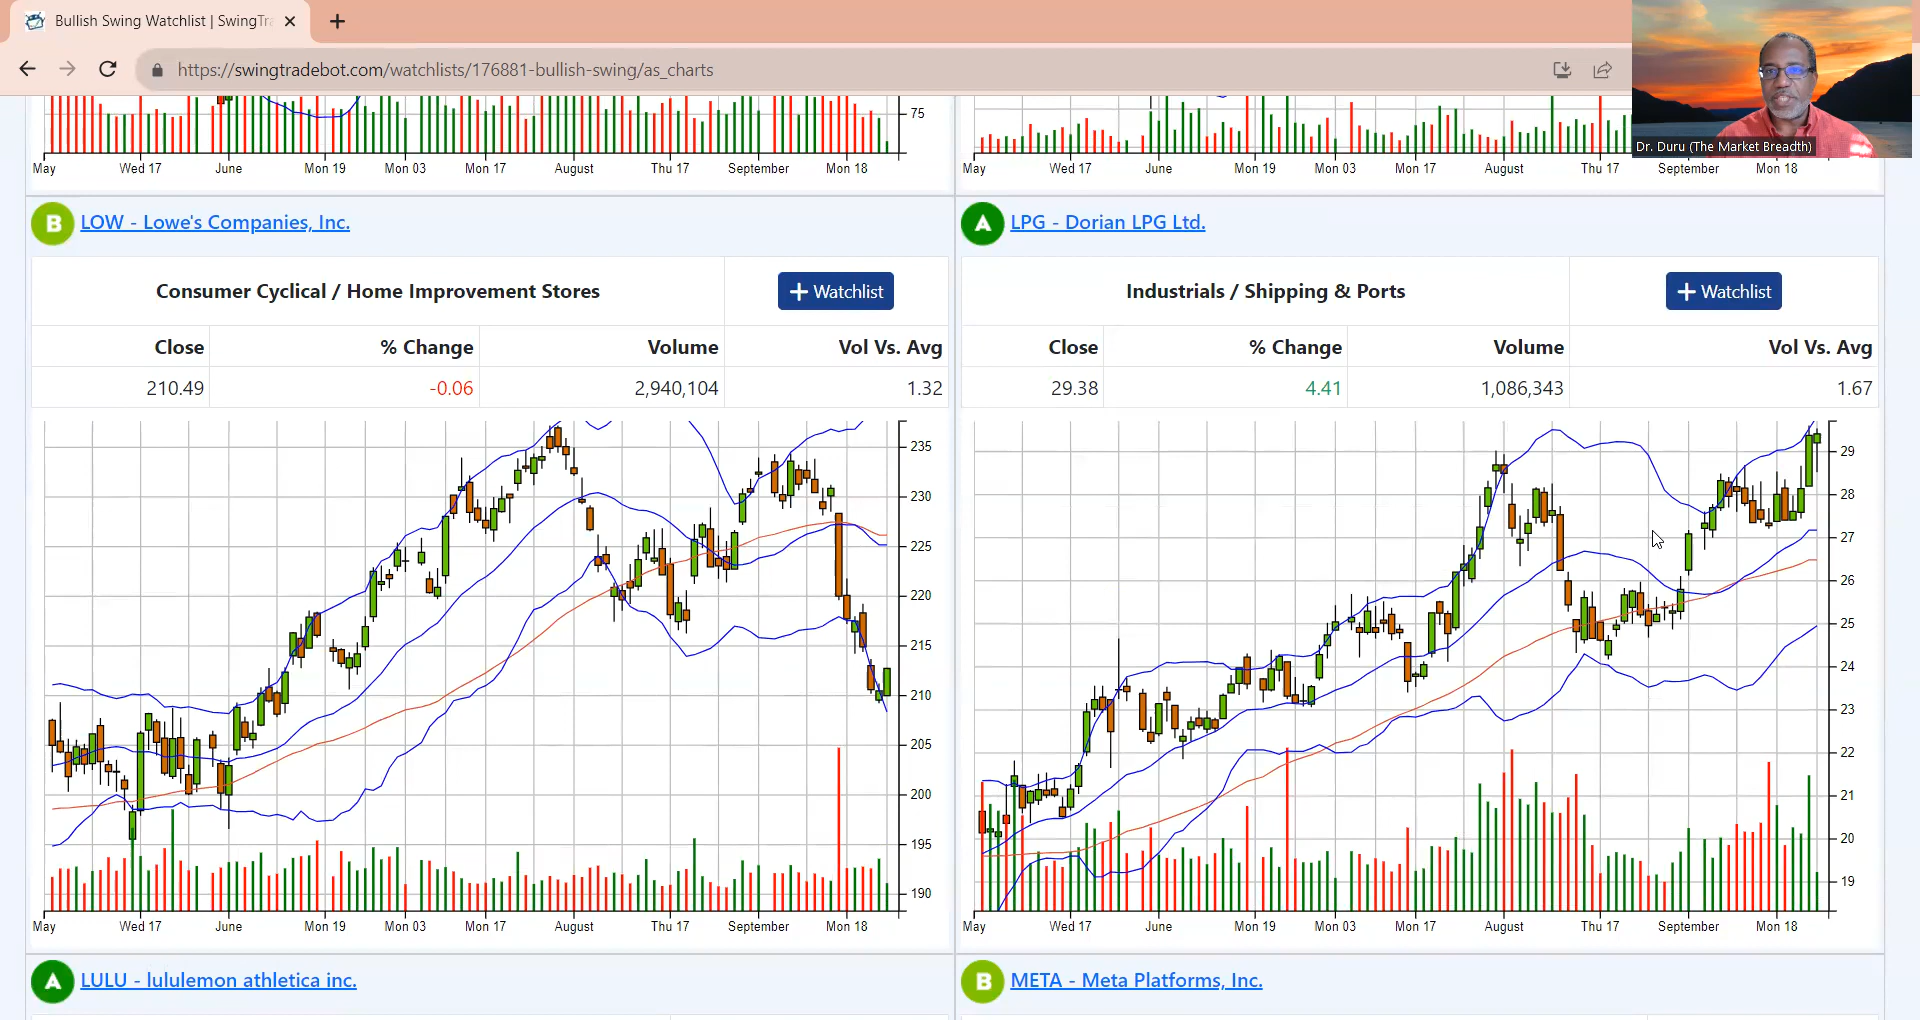 Bullish Swing Watchlist | SwingTra
https://swingtradebot.com/watchlists/176881-bullish-swing/as_charts
Dr. Duru (The Market Breadth)
75
May Wed 17 June Mon 19 Mon 03 Mon 17 August Thu 17 September Mon 18
May Wed 17 June Mon 19 Mon 03 Mon 17 August Thu 17 September Mon 18
B LOW - Lowe's Companies, Inc.
Consumer Cyclical / Home Improvement Stores
+ Watchlist
Close % Change Volume Vol Vs. Avg
210.49 -0.06 2,940,104 1.32
235
230
225
220
215
210
205
200
195
190
May Wed 17 June Mon 19 Mon 03 Mon 17 August Thu 17 September Mon 18
A LPG - Dorian LPG Ltd.
Industrials / Shipping & Ports
+ Watchlist
Close % Change Volume Vol Vs. Avg
29.38 4.41 1,086,343 1.67
29
28
27
26
25
24
23
22
21
20
19
May Wed 17 June Mon 19 Mon 03 Mon 17 August Thu 17 September Mon 18
A LULU - lululemon athletica inc.
B META - Meta Platforms, Inc.